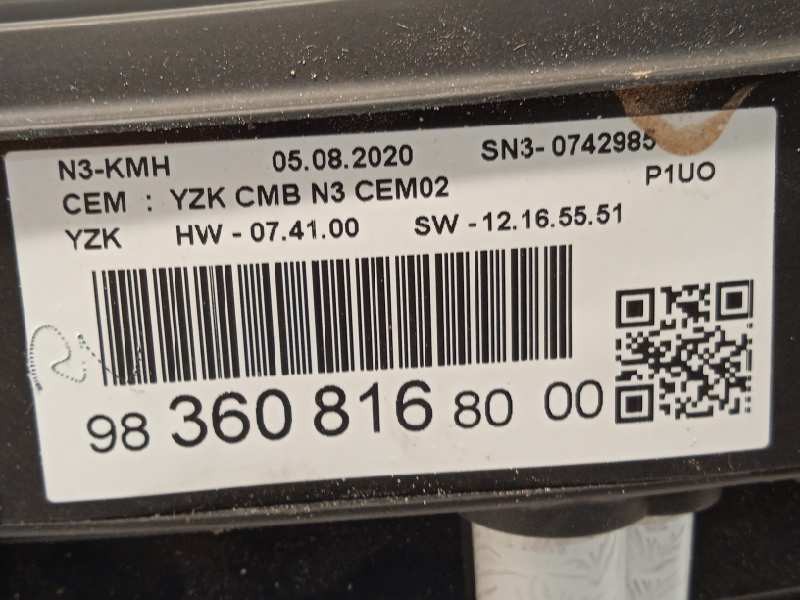 N3-KMH 05.08.2020 SN3- 0742985
CEM : YZK CMB N3 CEM02 P1UO
YZK HW - 07.41.00 SW - 12.16.55.51
98 360 816 80 00